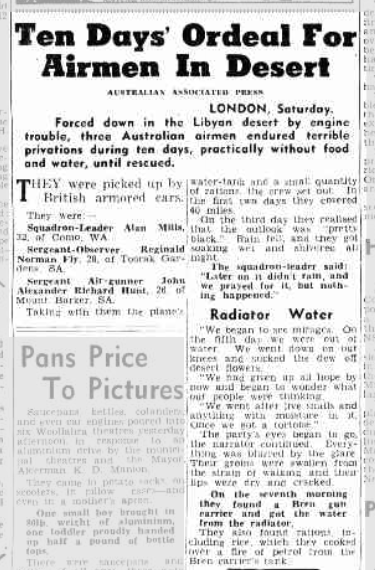 Ten Days' Ordeal For
Airmen In Desert
AUSTRALIAN ASSOCIATED PRESS
LONDON, Saturday.
Forced down in the Libyan desert by engine
trouble, three Australian airmen endured terrible
privations during ten days, practically without food
and water, until rescued.
THEY were picked up by
British armored cars.
They were:—
Squadron-Leader Alan Mills,
32, of Como, WA
Sergeant-Observer Reginald
Norman Fly, 28, of Toorak Gar-
dens, SA.
Sergeant Air-gunner John
Alexander Richard Hunt, 26 of
Mount Barker, SA.
Taking with them the plane's
water-tank and a small quantity
of rations, the crew set out. In
the first two days they covered
40 miles.
On the third day they realised
that the outlook was "pretty
black." Rain fell, and they got
soaking wet and shivered all
night.
The squadron-leader said:
"Later on it didn't rain, and
we prayed for it, but noth-
ing happened."
Radiator Water
"We began to see mirages. On
the fifth day we were out of
water. We went down on our
knees and sucked the dew off
desert flowers.
"We had given up all hope by
now and began to wonder what
our people were thinking.
"We went after live snails and
anything with moisture in it.
Once we got a tortoise."
The party's eyes began to go,
the narrator continued. Every-
thing was blurred by the glare
Their groins were swollen from
the strain of walking and their
lips were dry and cracked.
On the seventh morning
they found a Bren gun
carrier and got the water
from the radiator.
They also found rations, in-
cluding rice, which they cooked
over a fire of petrol from the
Bren carrier's tank.
Pans Price
To Pictures
Saucepans, kettles, colanders,
and even car engines poured into
six Woollahra theatres yesterday
afternoon in response to an
aluminium drive by the munici-
pal theatres and the Mayor
Alderman K. D. Manion.
They came in potato sacks, on
scooters, in pillow cases—and
even in a mother's apron.
One small boy brought in
80lb. weight of aluminium,
one toddler proudly handed
up half a pound of bottle
tops.
There were saucepans and